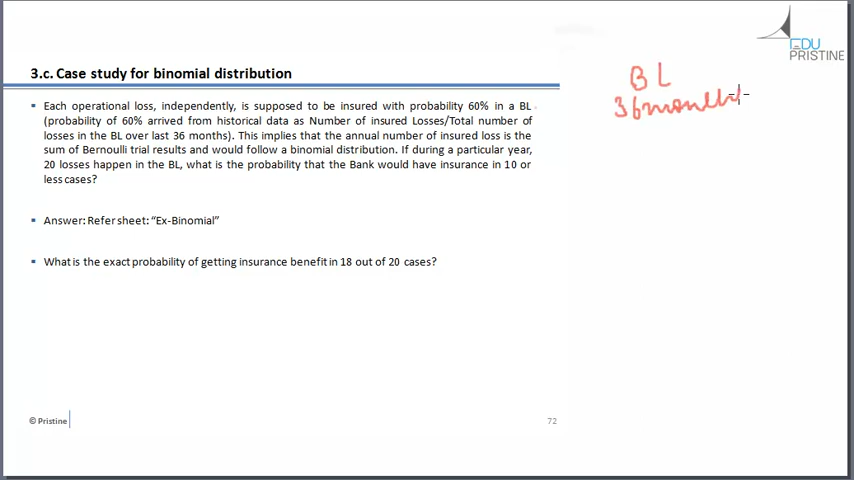 EDU
PRISTINE
3.c. Case study for binomial distribution
BL
36 months
▪ Each operational loss, independently, is supposed to be insured with probability 60% in a BL
(probability of 60% arrived from historical data as Number of insured Losses/Total number of
losses in the BL over last 36 months). This implies that the annual number of insured loss is the
sum of Bernoulli trial results and would follow a binomial distribution. If during a particular year,
20 losses happen in the BL, what is the probability that the Bank would have insurance in 10 or
less cases?
▪ Answer: Refer sheet: “Ex-Binomial”
▪ What is the exact probability of getting insurance benefit in 18 out of 20 cases?
© Pristine
72